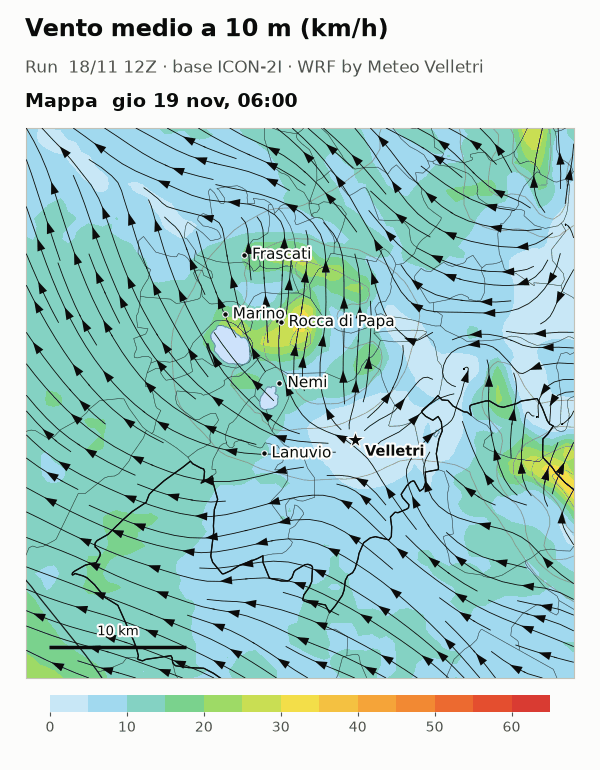 Vento medio a 10 m (km/h)
Run 18/11 12Z · base ICON-2I · WRF by Meteo Velletri
Mappa gio 19 nov, 06:00
Frascati
Marino
Rocca di Papa
Nemi
Velletri
Lanuvio
10 km
0 10 20 30 40 50 60